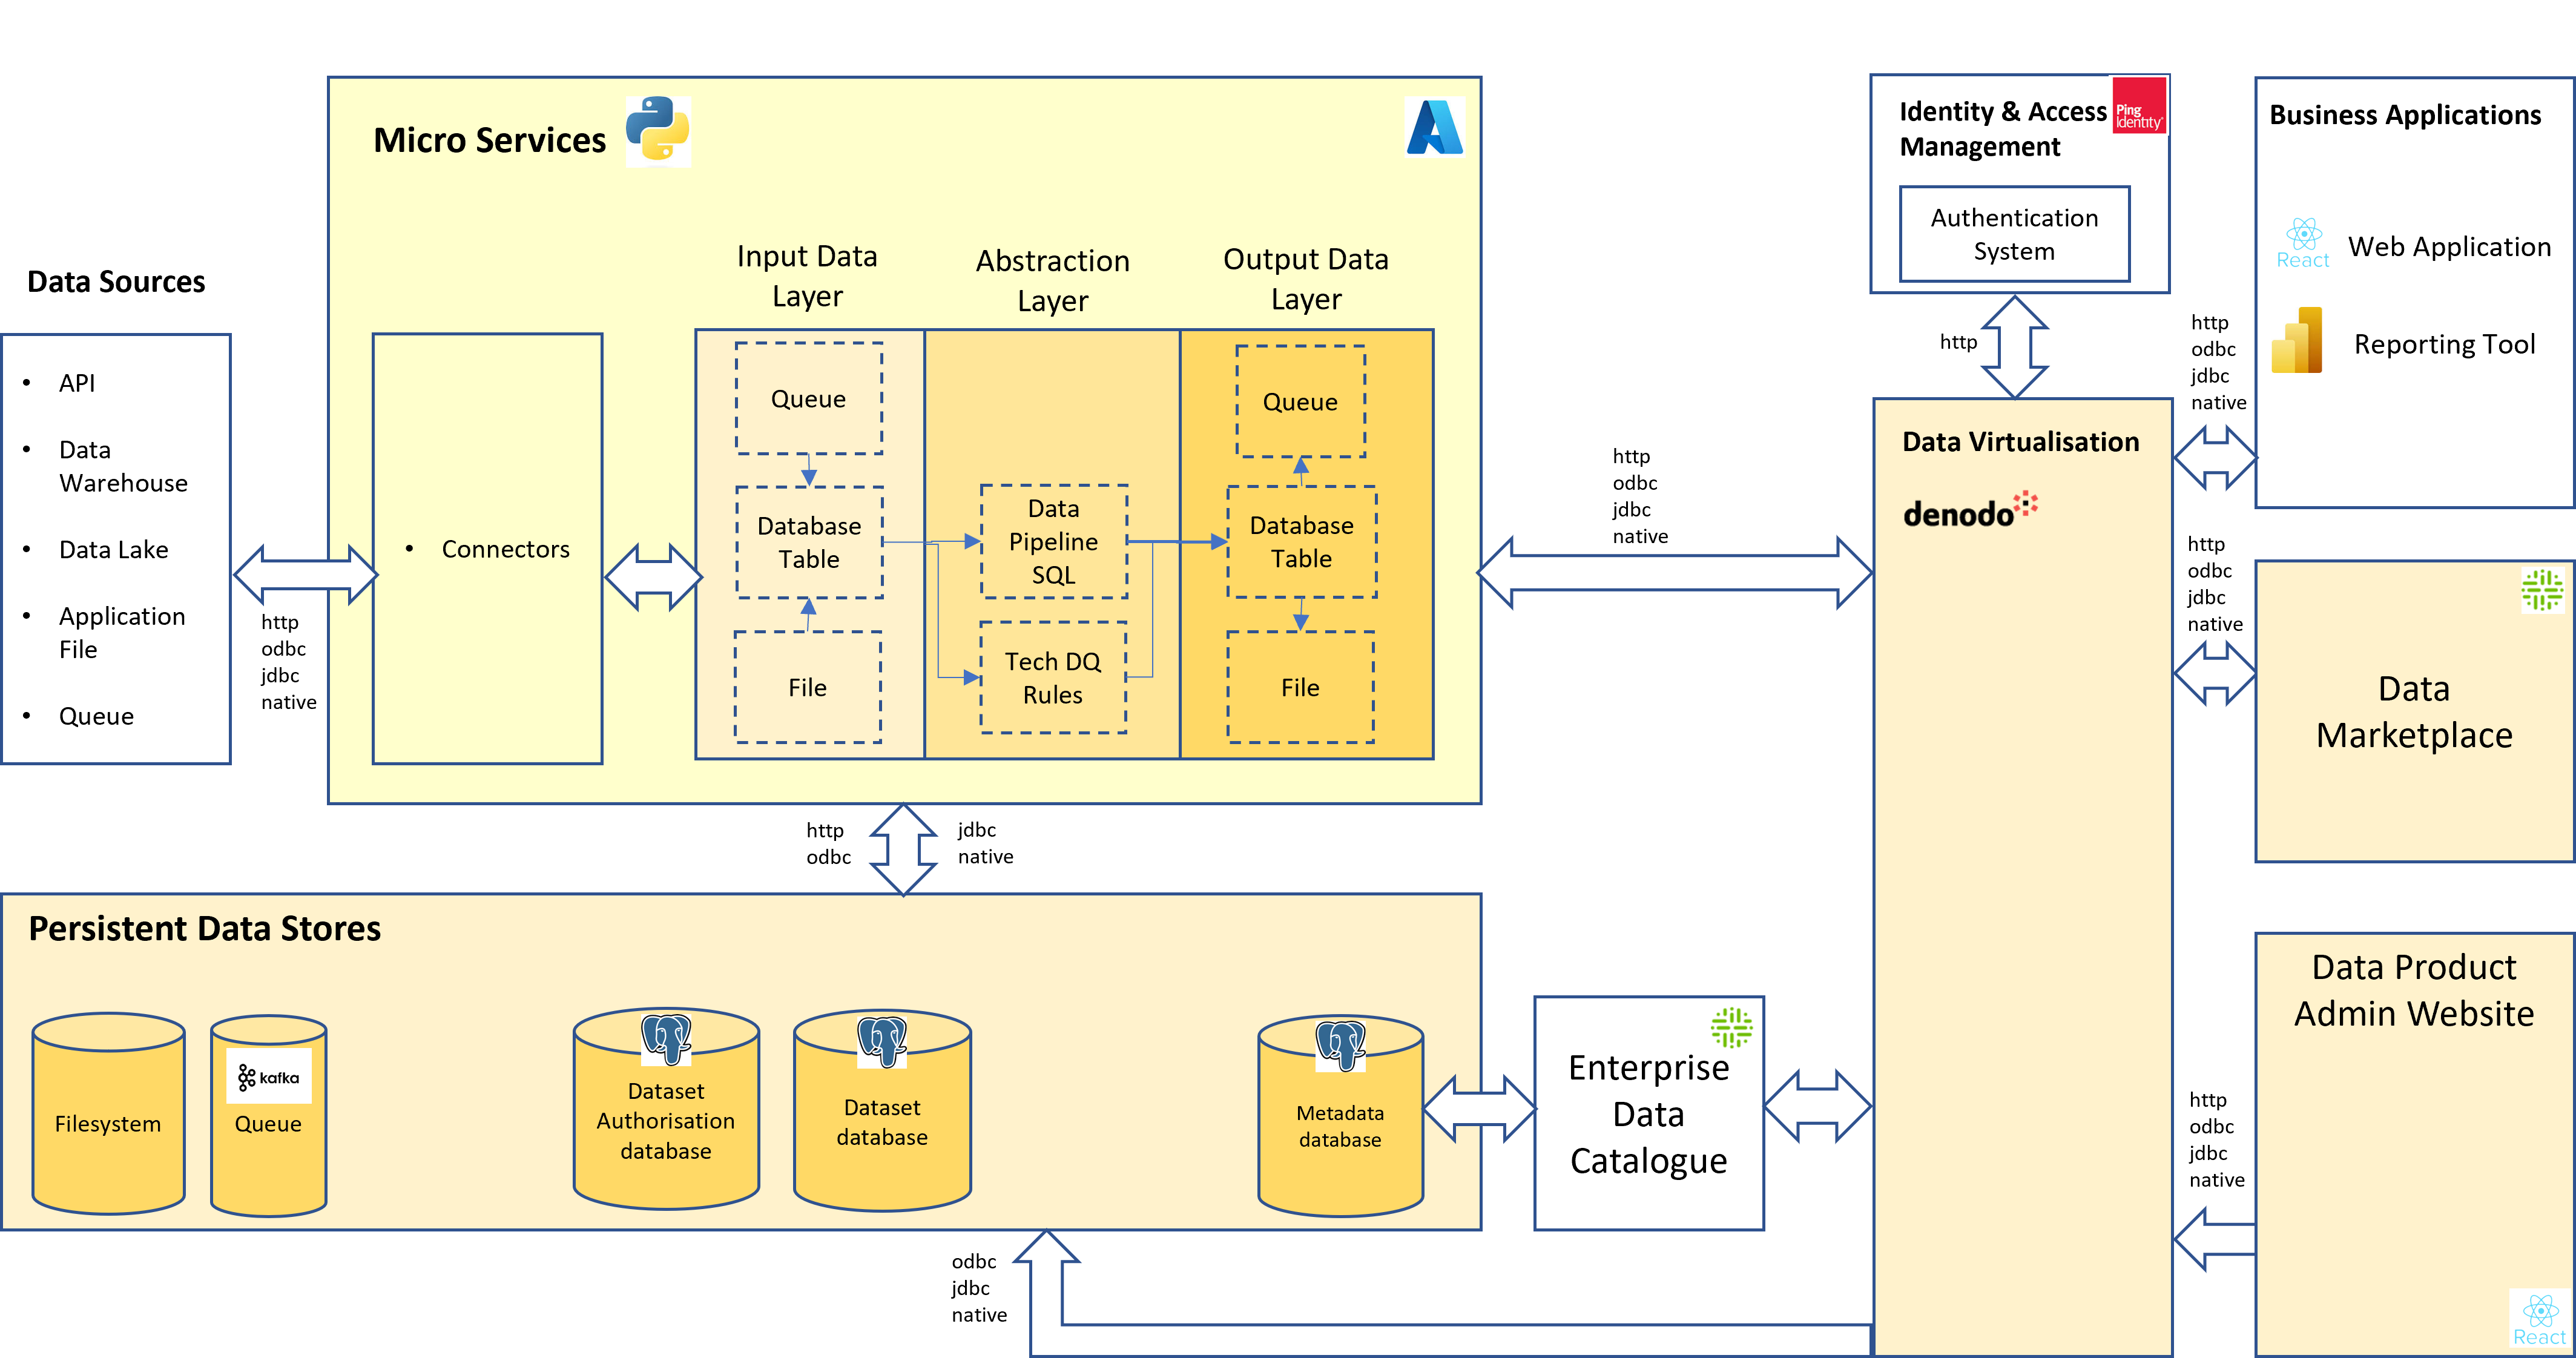 Micro Services
Data Sources
• API
• Data
Warehouse
• Data Lake
• Application
File
• Queue
http
odbc
jdbc
native
• Connectors
Input Data
Layer
Abstraction
Layer
Output Data
Layer
Queue
Database
Table
File
Data
Pipeline
SQL
Tech DQ
Rules
Queue
Database
Table
File
http
odbc
jdbc
native
Identity & Access
Management
Ping
Identity
Authentication
System
http
Data Virtualisation
denodo
http
odbc
jdbc
native
Business Applications
React
Web Application
Reporting Tool
http
odbc
jdbc
native
Data
Marketplace
http
odbc
jdbc
native
Data Product
Admin Website
React
http
odbc
jdbc
native
Persistent Data Stores
Filesystem
kafka
Queue
Dataset
Authorisation
database
Dataset
database
Metadata
database
Enterprise
Data
Catalogue
odbc
jdbc
native